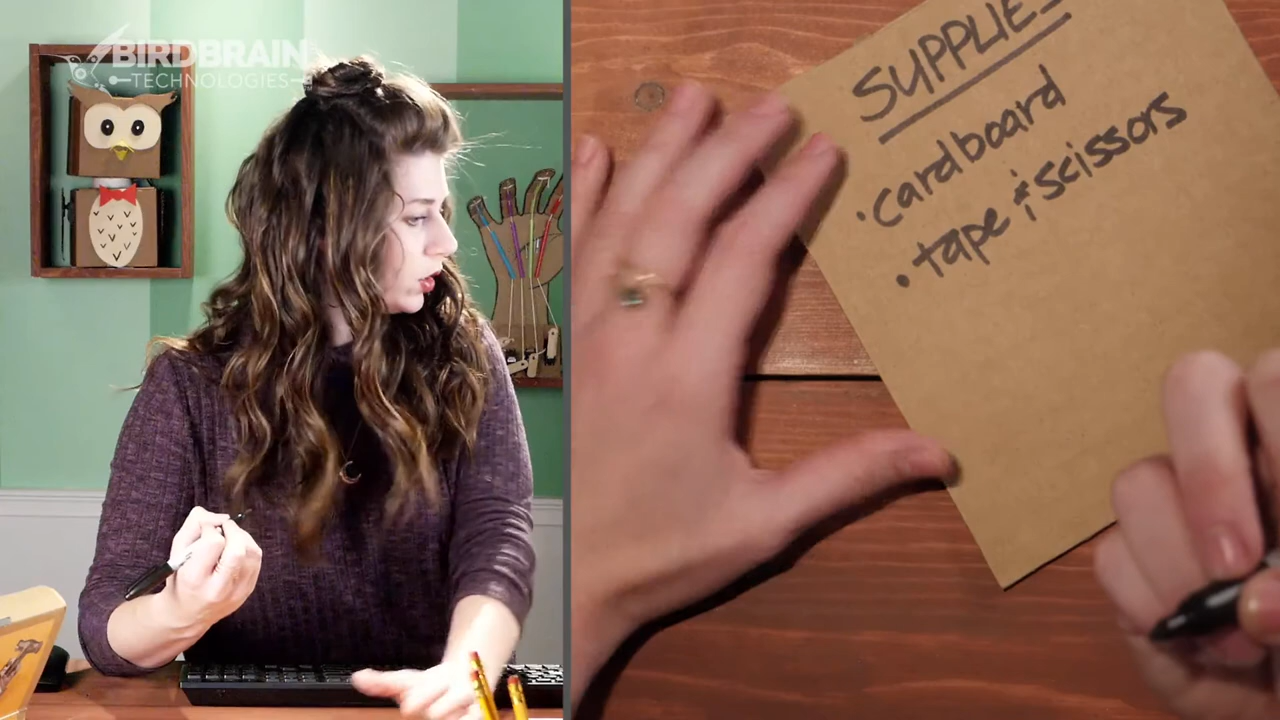 BIRDBRAIN
TECHNOLOGIES
SUPPLIES
·cardboard
·tape & scissors